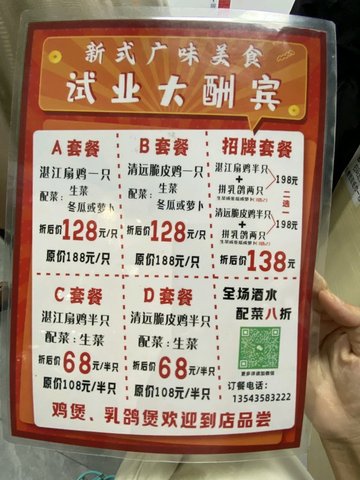 新式广味美食
试业大酬宾
A套餐
湛江扇鸡一只
配菜:生菜
冬瓜或萝卜
折后价128元/只
原价188元/只
B套餐
清远脆皮鸡一只
配菜:生菜
冬瓜或萝卜
折后价128元/只
原价188元/只
招牌套餐
湛江扇鸡半只
+
拼乳鸽两只
198元
清远脆皮鸡半只
+
拼乳鸽两只
198元
二选一
折后价138元
C套餐
湛江扇鸡半只
配菜:生菜
折后价68元/半只
原价108元/半只
D套餐
清远脆皮鸡半只
配菜:生菜
折后价68元/半只
原价108元/半只
全场酒水
配菜八折
更多详请加微信
订餐电话:
13543583222
鸡煲、乳鸽煲欢迎到店品尝